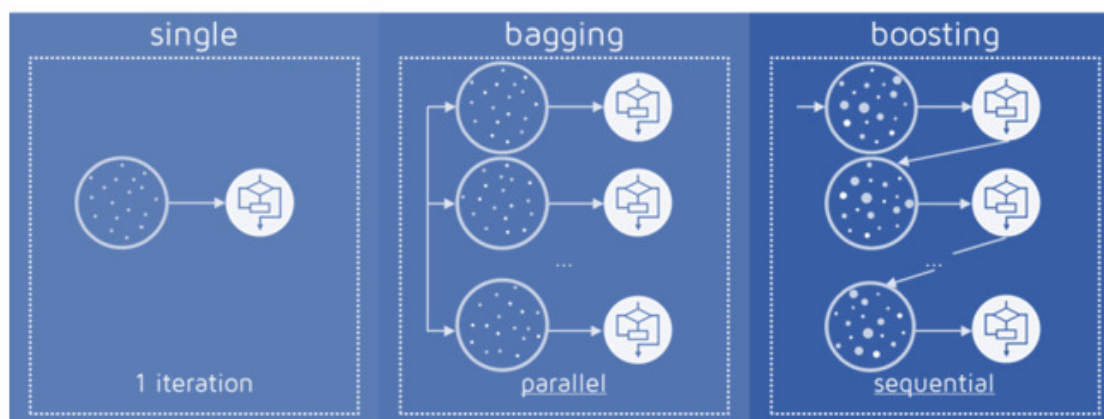 single
bagging
boosting
...
...
1 iteration
parallel
sequential